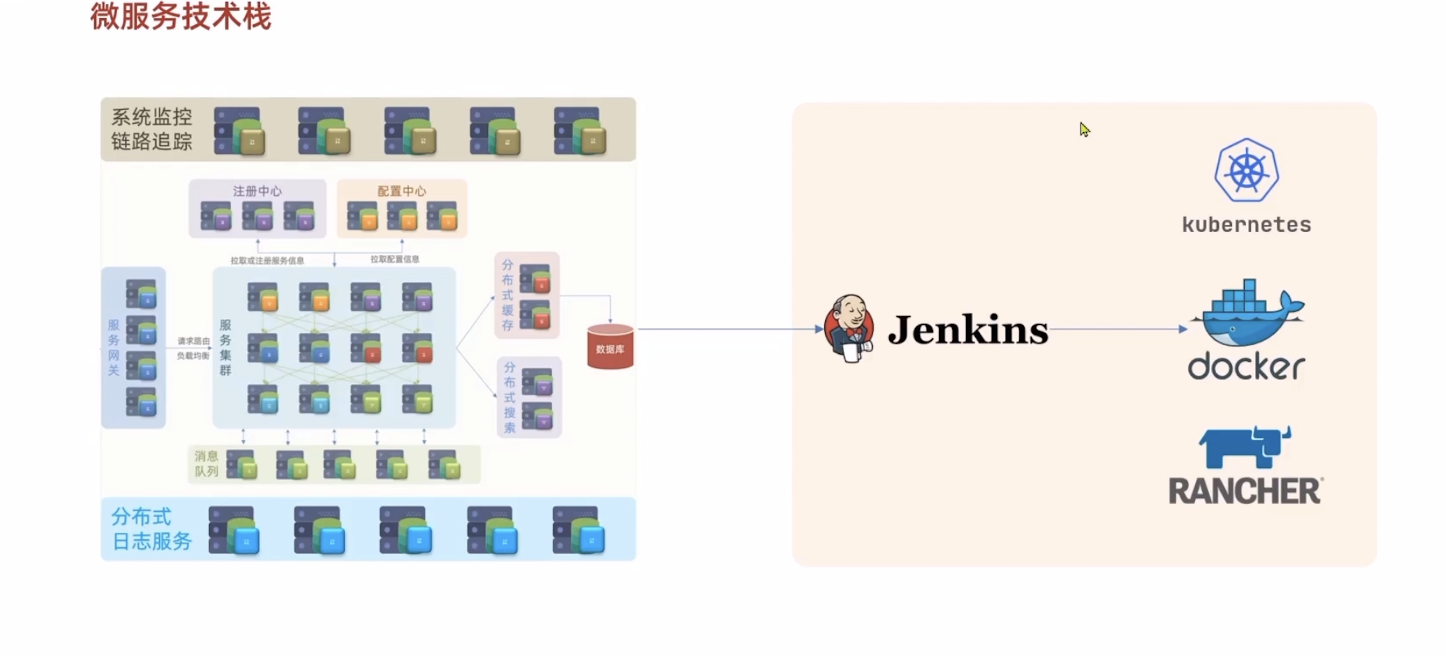 微服务技术栈
系统监控
链路追踪
注册中心
配置中心
拉取或注册服务信息
拉取配置信息
服务网关
请求路由
负载均衡
服务集群
分布式缓存
分布式搜索
数据库
消息
队列
分布式
日志服务
Jenkins
kubernetes
docker
RANCHER